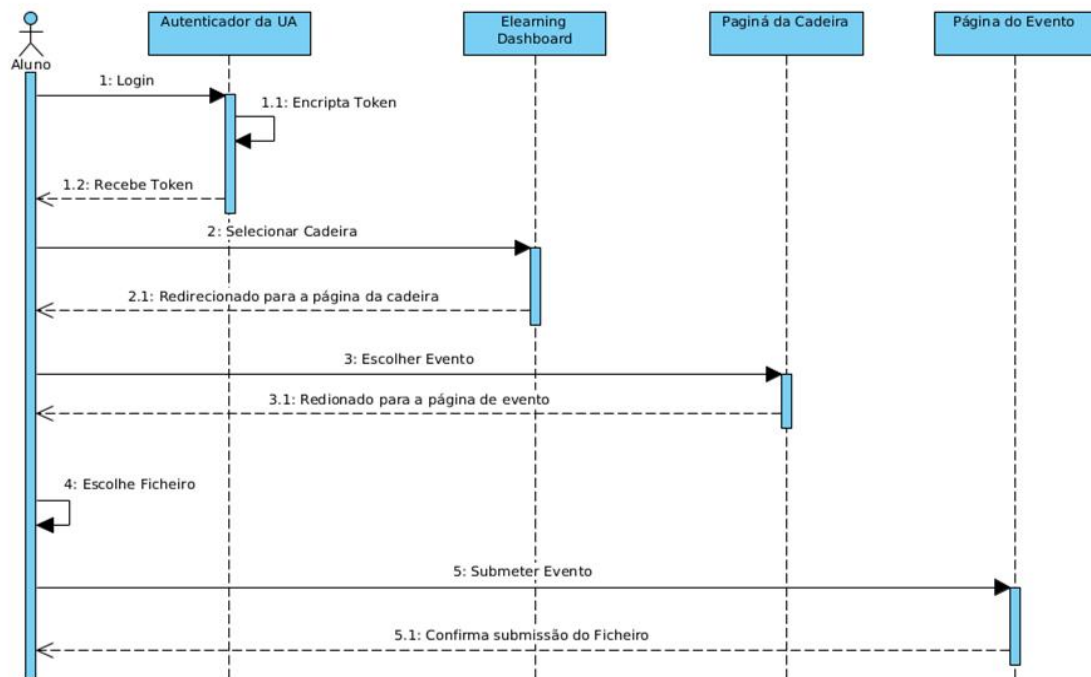 Autenticador da UA
Elearning
Dashboard
Paginá da Cadeira
Página do Evento
Aluno
1: Login
1.1: Encripta Token
1.2: Recebe Token
2: Selecionar Cadeira
2.1: Redirecionado para a página da cadeira
3: Escolher Evento
3.1: Redionado para a página de evento
4: Escolhe Ficheiro
5: Submeter Evento
5.1: Confirma submissão do Ficheiro